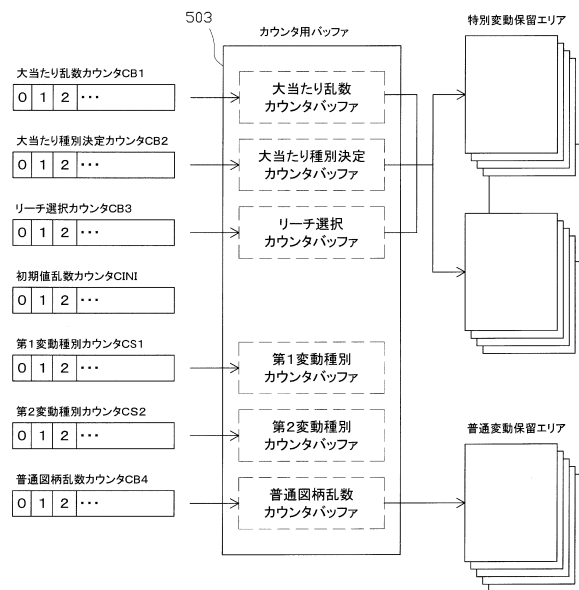 503
カウンタ用バッファ
特別変動保留エリア
大当たり乱数カウンタCB1
0 1 2 ･･･
大当たり乱数
カウンタバッファ
大当たり種別決定カウンタCB2
0 1 2 ･･･
大当たり種別決定
カウンタバッファ
リーチ選択カウンタCB3
0 1 2 ･･･
リーチ選択
カウンタバッファ
初期値乱数カウンタCINI
0 1 2 ･･･
第1変動種別カウンタCS1
0 1 2 ･･･
第1変動種別
カウンタバッファ
第2変動種別カウンタCS2
0 1 2 ･･･
第2変動種別
カウンタバッファ
普通変動保留エリア
普通図柄乱数カウンタCB4
0 1 2 ･･･
普通図柄乱数
カウンタバッファ